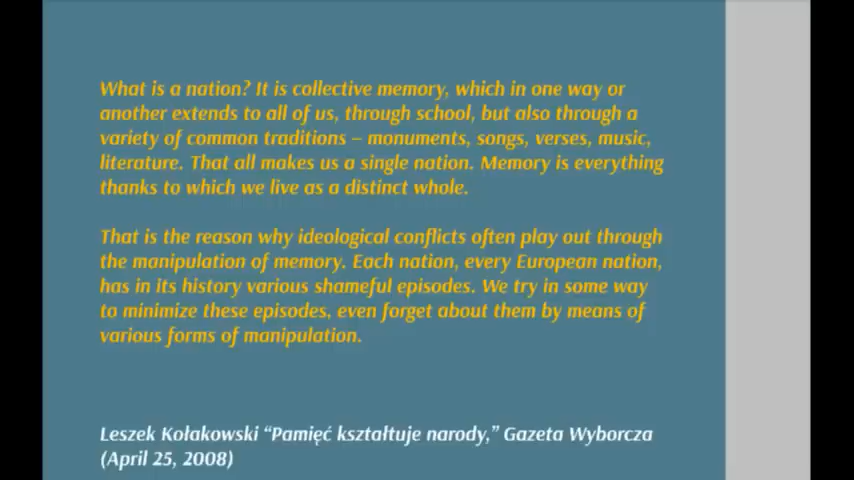 What is a nation? It is collective memory, which in one way or
another extends to all of us, through school, but also through a
variety of common traditions – monuments, songs, verses, music,
literature. That all makes us a single nation. Memory is everything
thanks to which we live as a distinct whole.
That is the reason why ideological conflicts often play out through
the manipulation of memory. Each nation, every European nation,
has in its history various shameful episodes. We try in some way
to minimize these episodes, even forget about them by means of
various forms of manipulation.
Leszek Kołakowski “Pamięć kształtuje narody,” Gazeta Wyborcza
(April 25, 2008)